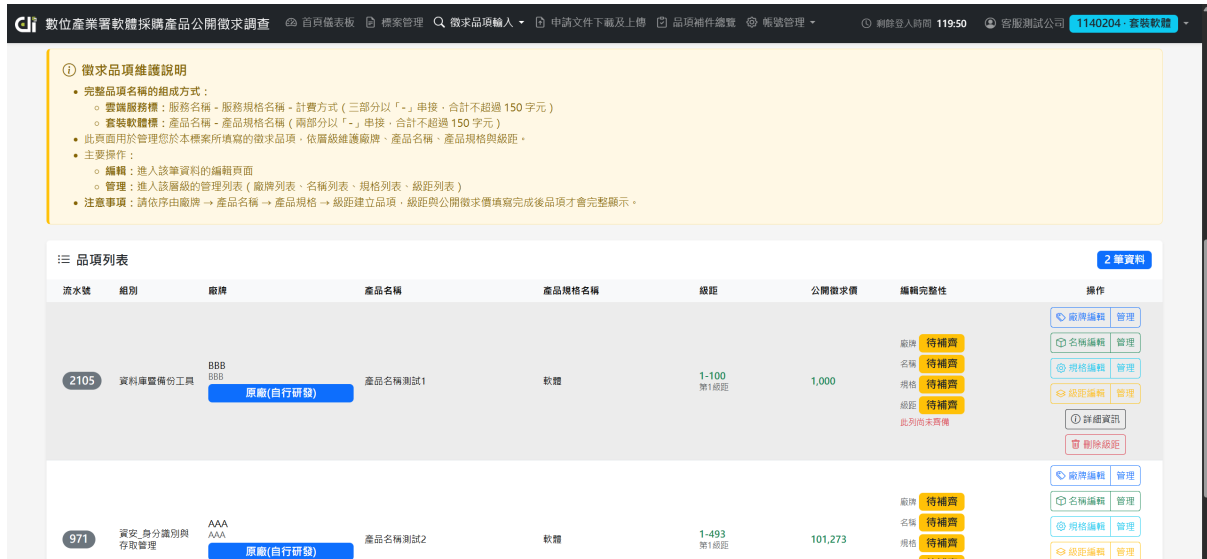 cli 數位產業署軟體採購產品公開徵求調查 首頁儀表板 標案管理 徵求品項輸入 申請文件下載及上傳 品項補件總覽 帳號管理 剩餘登入時間 119:50 客服測試公司 1140204 · 套裝軟體
徵求品項維護說明
• 完整品項名稱的組成方式：
○ 雲端服務標：服務名稱 - 服務規格名稱 - 計費方式（三部分以「-」串接，合計不超過 150 字元）
○ 套裝軟體標：產品名稱 - 產品規格名稱（兩部分以「-」串接，合計不超過 150 字元）
• 此頁面用於管理您於本標案所填寫的徵求品項，依層級維護廠牌、產品名稱、產品規格與級距。
• 主要操作：
○ 編輯：進入該筆資料的編輯頁面
○ 管理：進入該層級的管理列表（廠牌列表、名稱列表、規格列表、級距列表）
• 注意事項：請依序由廠牌 → 產品名稱 → 產品規格 → 級距建立品項，級距與公開徵求價填寫完成後品項才會完整顯示。
品項列表 2 筆資料
流水號 組別 廠牌 產品名稱 產品規格名稱 級距 公開徵求價 編輯完整性 操作
2105 資料庫暨備份工具
BBB
BBB
原廠(自行研發)
產品名稱測試1 軟體
1-100
第1級距
1,000
廠牌 待補齊
名稱 待補齊
規格 待補齊
級距 待補齊
此列尚未齊備
廠牌編輯 管理
名稱編輯 管理
規格編輯 管理
級距編輯 管理
詳細資訊
刪除級距
971
資安_身分識別與
存取管理
AAA
AAA
原廠(自行研發)
產品名稱測試2 軟體
1-493
第1級距
101,273
廠牌 待補齊
名稱 待補齊
規格 待補齊
廠牌編輯 管理
名稱編輯 管理
規格編輯 管理
級距編輯 管理